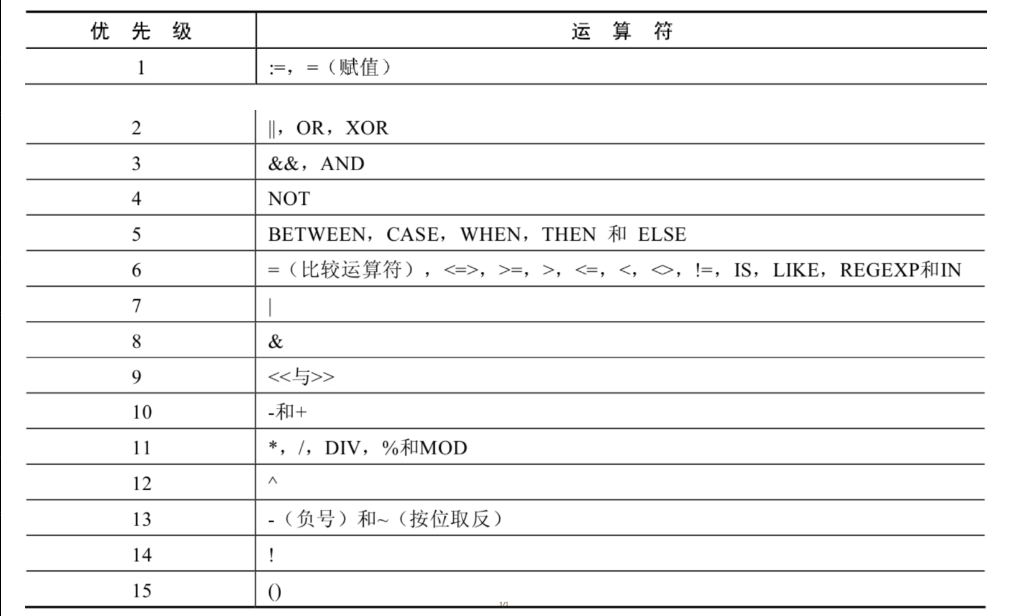 优 先 级 运 算 符
1 :=，=（赋值）
2 ||，OR，XOR
3 &&，AND
4 NOT
5 BETWEEN，CASE，WHEN，THEN 和 ELSE
6 =（比较运算符），<=>，>=，>，<=，<，<>，!=，IS，LIKE，REGEXP和IN
7 |
8 &
9 <<与>>
10 -和+
11 *，/，DIV，%和MOD
12 ^
13 -（负号）和~（按位取反）
14 !
15 ()